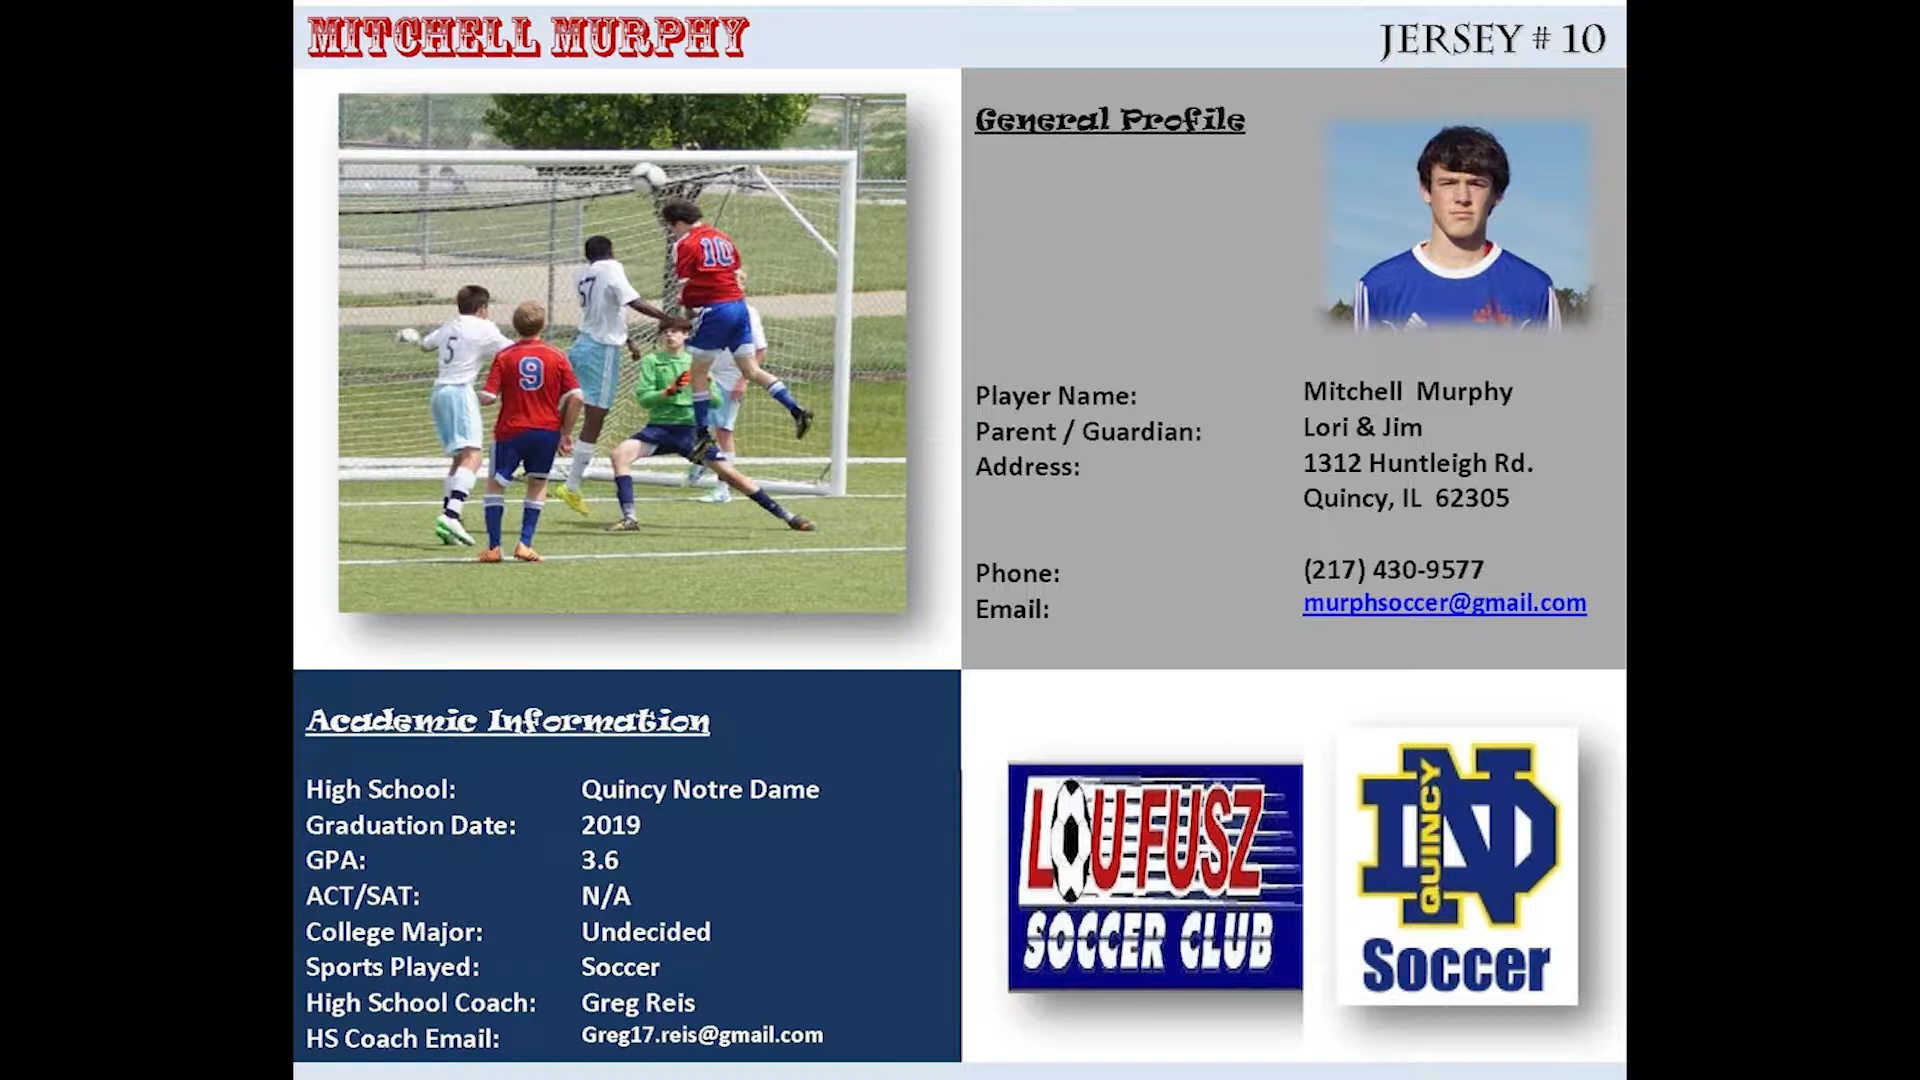 MITCHELL MURPHY
JERSEY # 10
10
57
5
9
General Profile
Player Name: Mitchell Murphy
Parent / Guardian: Lori & Jim
Address: 1312 Huntleigh Rd.
Quincy, IL 62305
Phone: (217) 430-9577
Email: murphsoccer@gmail.com
Academic Information
High School: Quincy Notre Dame
Graduation Date: 2019
GPA: 3.6
ACT/SAT: N/A
College Major: Undecided
Sports Played: Soccer
High School Coach: Greg Reis
HS Coach Email: Greg17.reis@gmail.com
LOU FUSZ
SOCCER CLUB
QUINCY
ND
Soccer